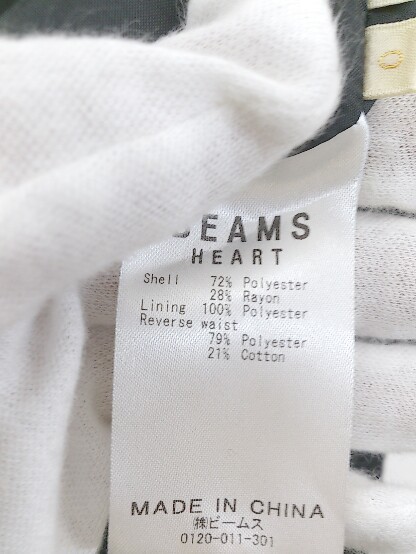 BEAMS
HEART
Shell 72% Polyester
28% Rayon
Lining 100% Polyester
Reverse waist
79% Polyester
21% Cotton
MADE IN CHINA
㈱ビームス
0120-011-301
0